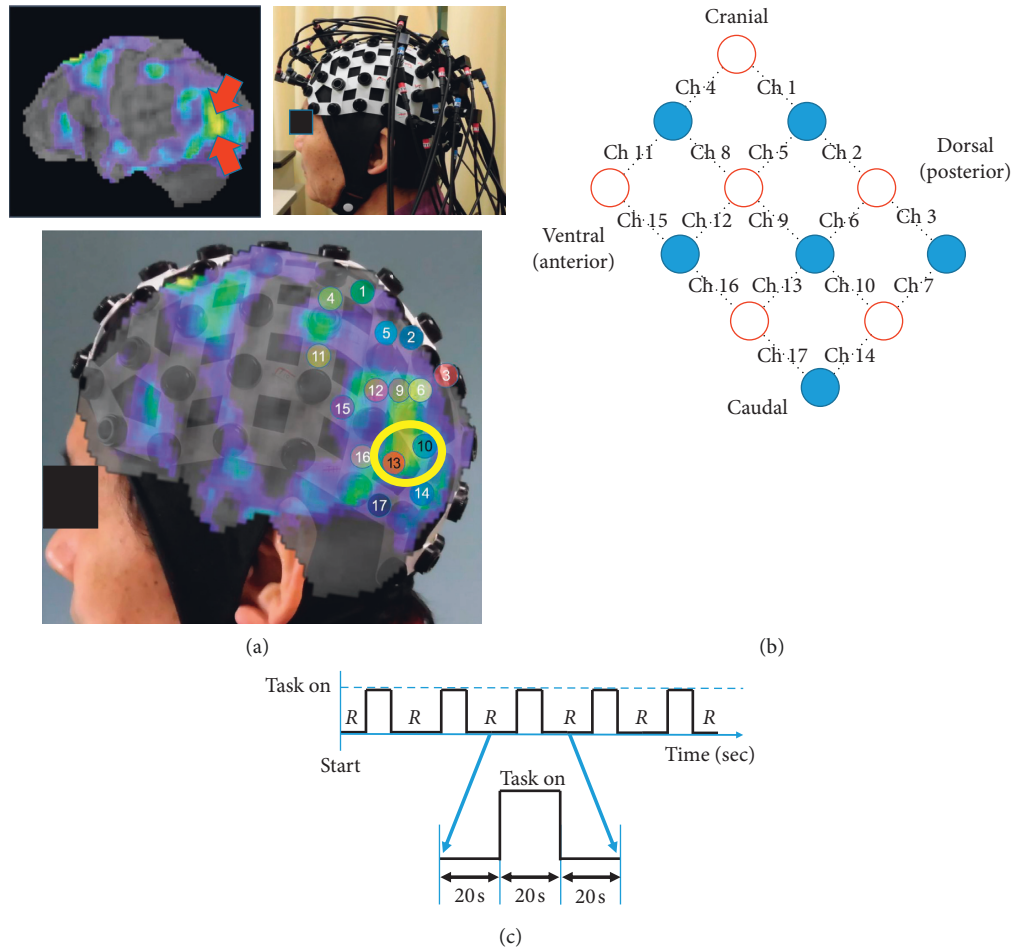 4
1
5
2
11
3
12
9
6
15
16
10
13
14
17
(a)
Cranial
Ch 4
Ch 1
Ch 11
Ch 8
Ch 5
Ch 2
Dorsal
(posterior)
Ch 15
Ch 12
Ch 9
Ch 6
Ch 3
Ventral
(anterior)
Ch 16
Ch 13
Ch 10
Ch 7
Ch 17
Ch 14
Caudal
(b)
Task on
R R R R R R
Start
Time (sec)
Task on
20 s 20 s 20 s
(c)